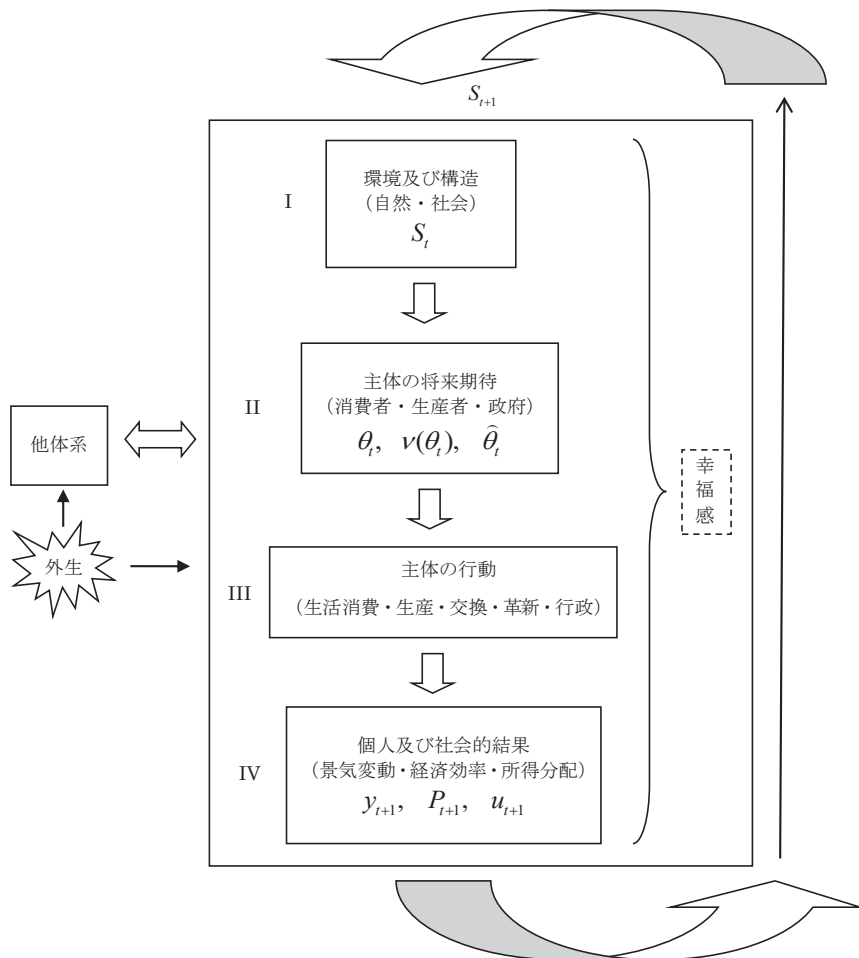 S_{t+1}
I
環境及び構造
（自然・社会）
S_t
II
主体の将来期待
（消費者・生産者・政府）
θ_t, ν(θ_t), θ̂_t
他体系
幸
福
感
外生
III
主体の行動
（生活消費・生産・交換・革新・行政）
IV
個人及び社会的結果
（景気変動・経済効率・所得分配）
y_{t+1}, P_{t+1}, u_{t+1}